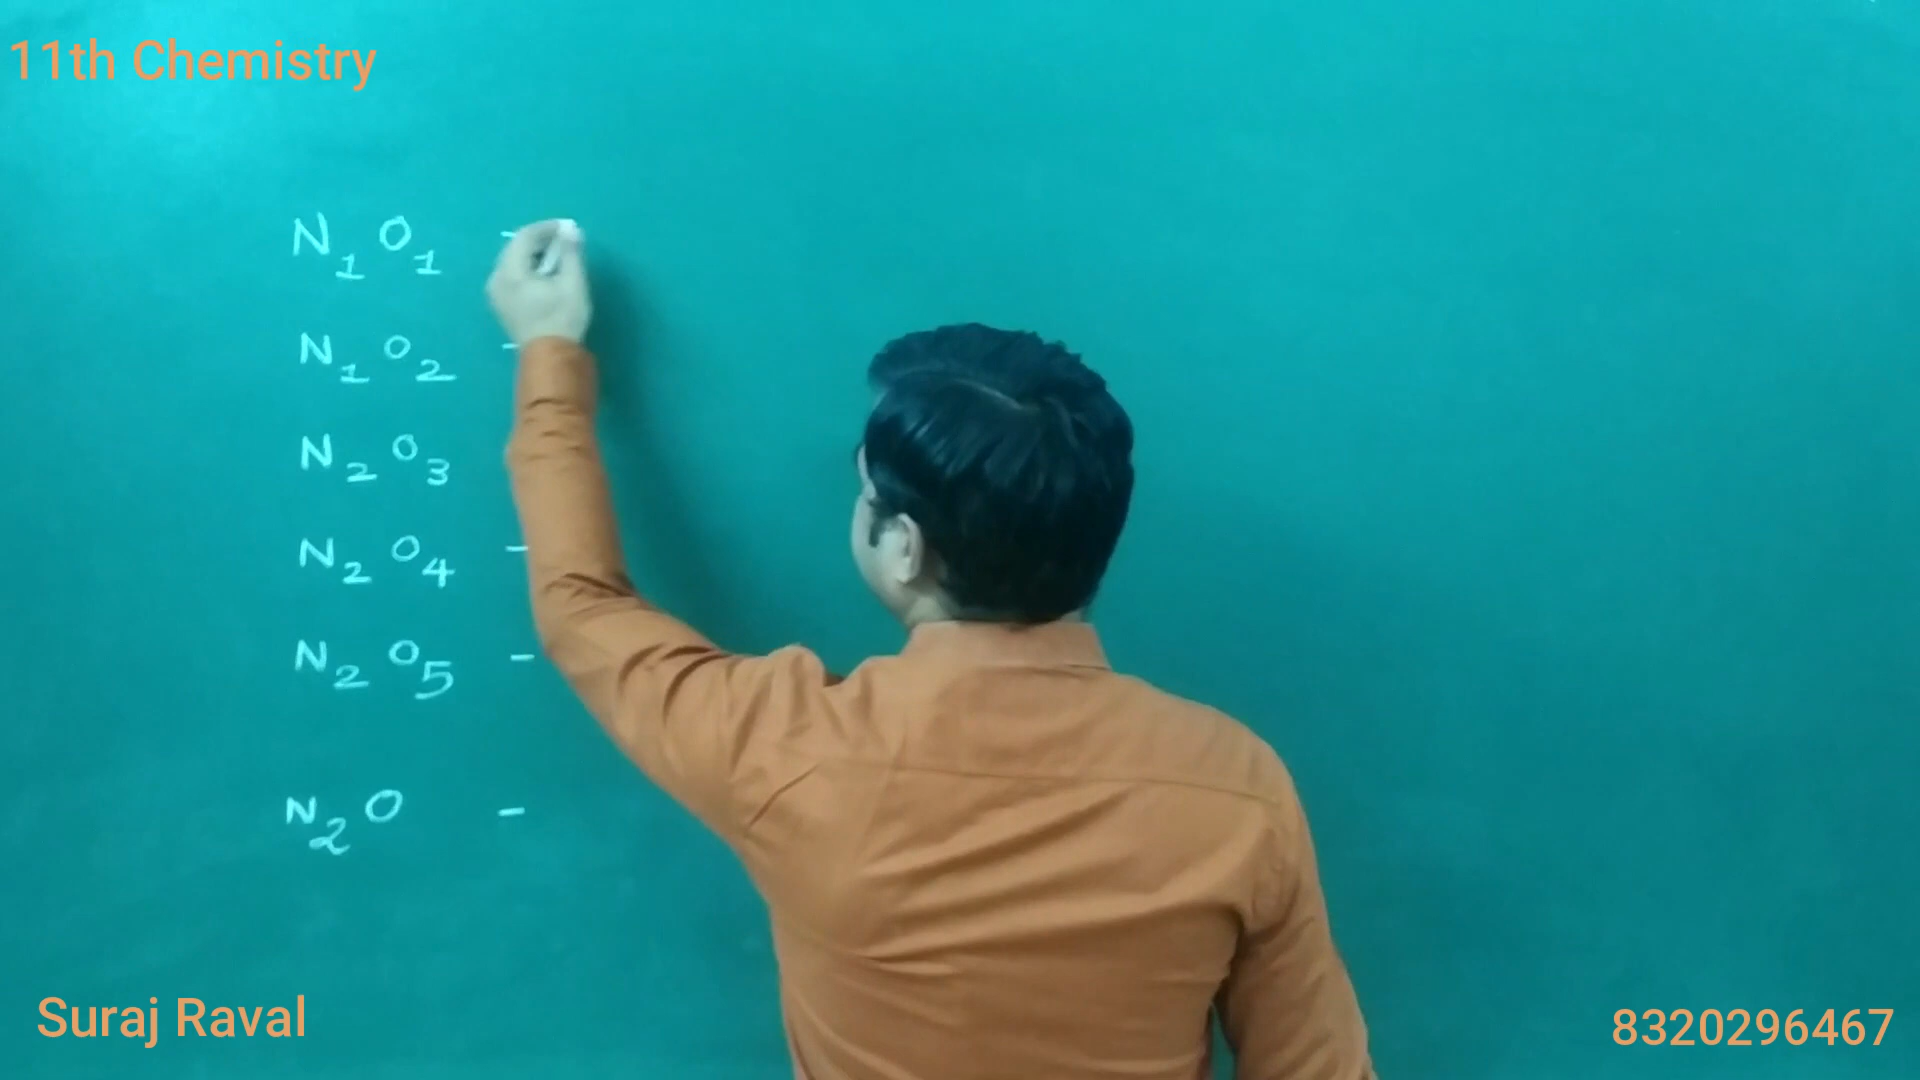 11th Chemistry
N₁O₁ -
N₁O₂ -
N₂O₃
N₂O₄ -
N₂O₅ -
N₂O -
Suraj Raval
8320296467